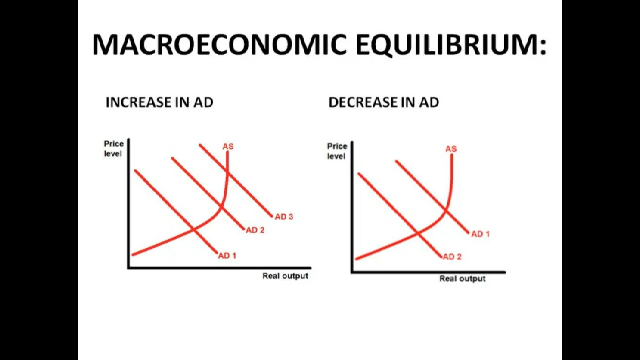 MACROECONOMIC EQUILIBRIUM:
INCREASE IN AD
Price
level
AS
AD 3
AD 2
AD 1
Real output
DECREASE IN AD
Price
level
AS
AD 1
AD 2
Real output